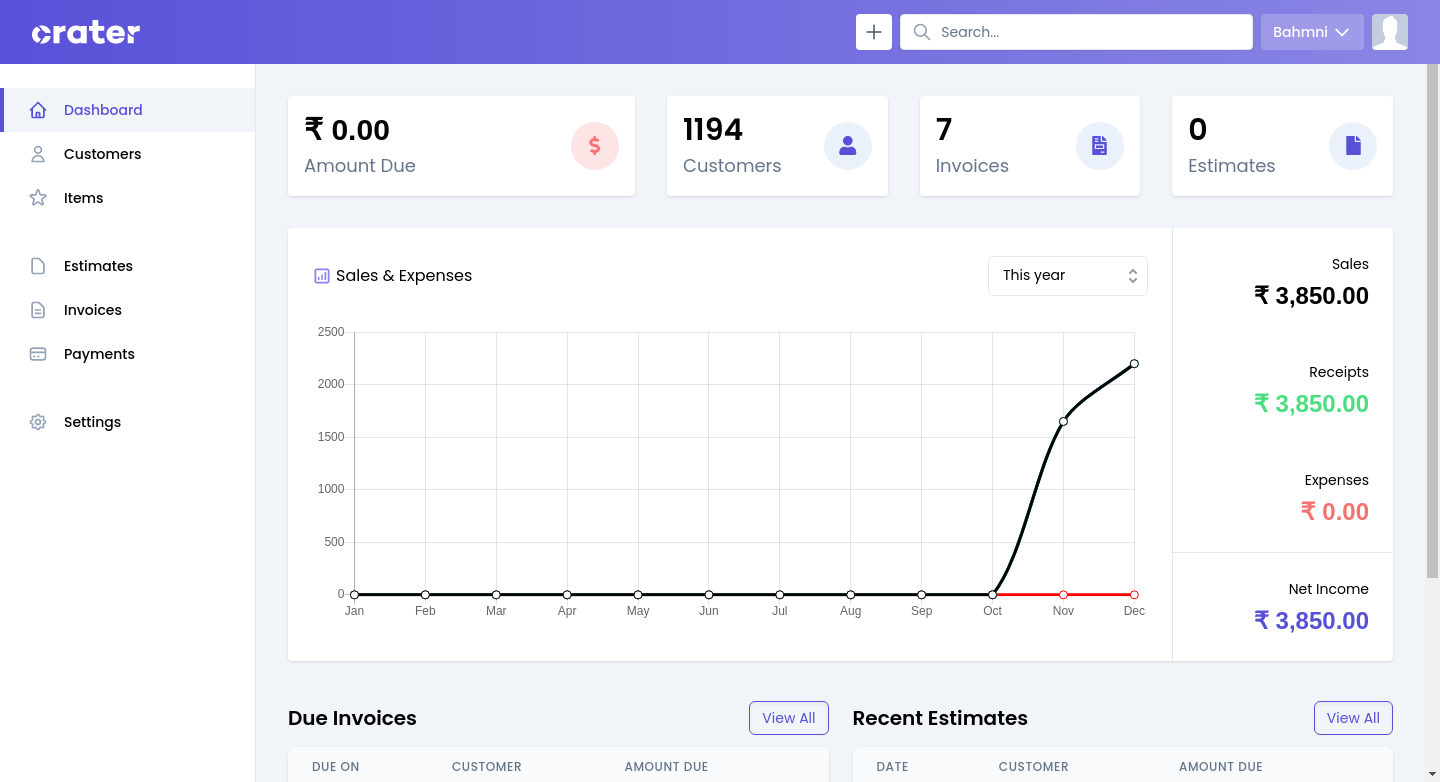 crater
Search...
Bahmni
Dashboard
Customers
Items
Estimates
Invoices
Payments
Settings
₹ 0.00
Amount Due
$
1194
Customers
7
Invoices
0
Estimates
Sales & Expenses
This year
2500
2000
1500
1000
500
0
Jan Feb Mar Apr May Jun Jul Aug Sep Oct Nov Dec
Sales
₹ 3,850.00
Receipts
₹ 3,850.00
Expenses
₹ 0.00
Net Income
₹ 3,850.00
Due Invoices
View All
DUE ON CUSTOMER AMOUNT DUE
Recent Estimates
View All
DATE CUSTOMER AMOUNT DUE